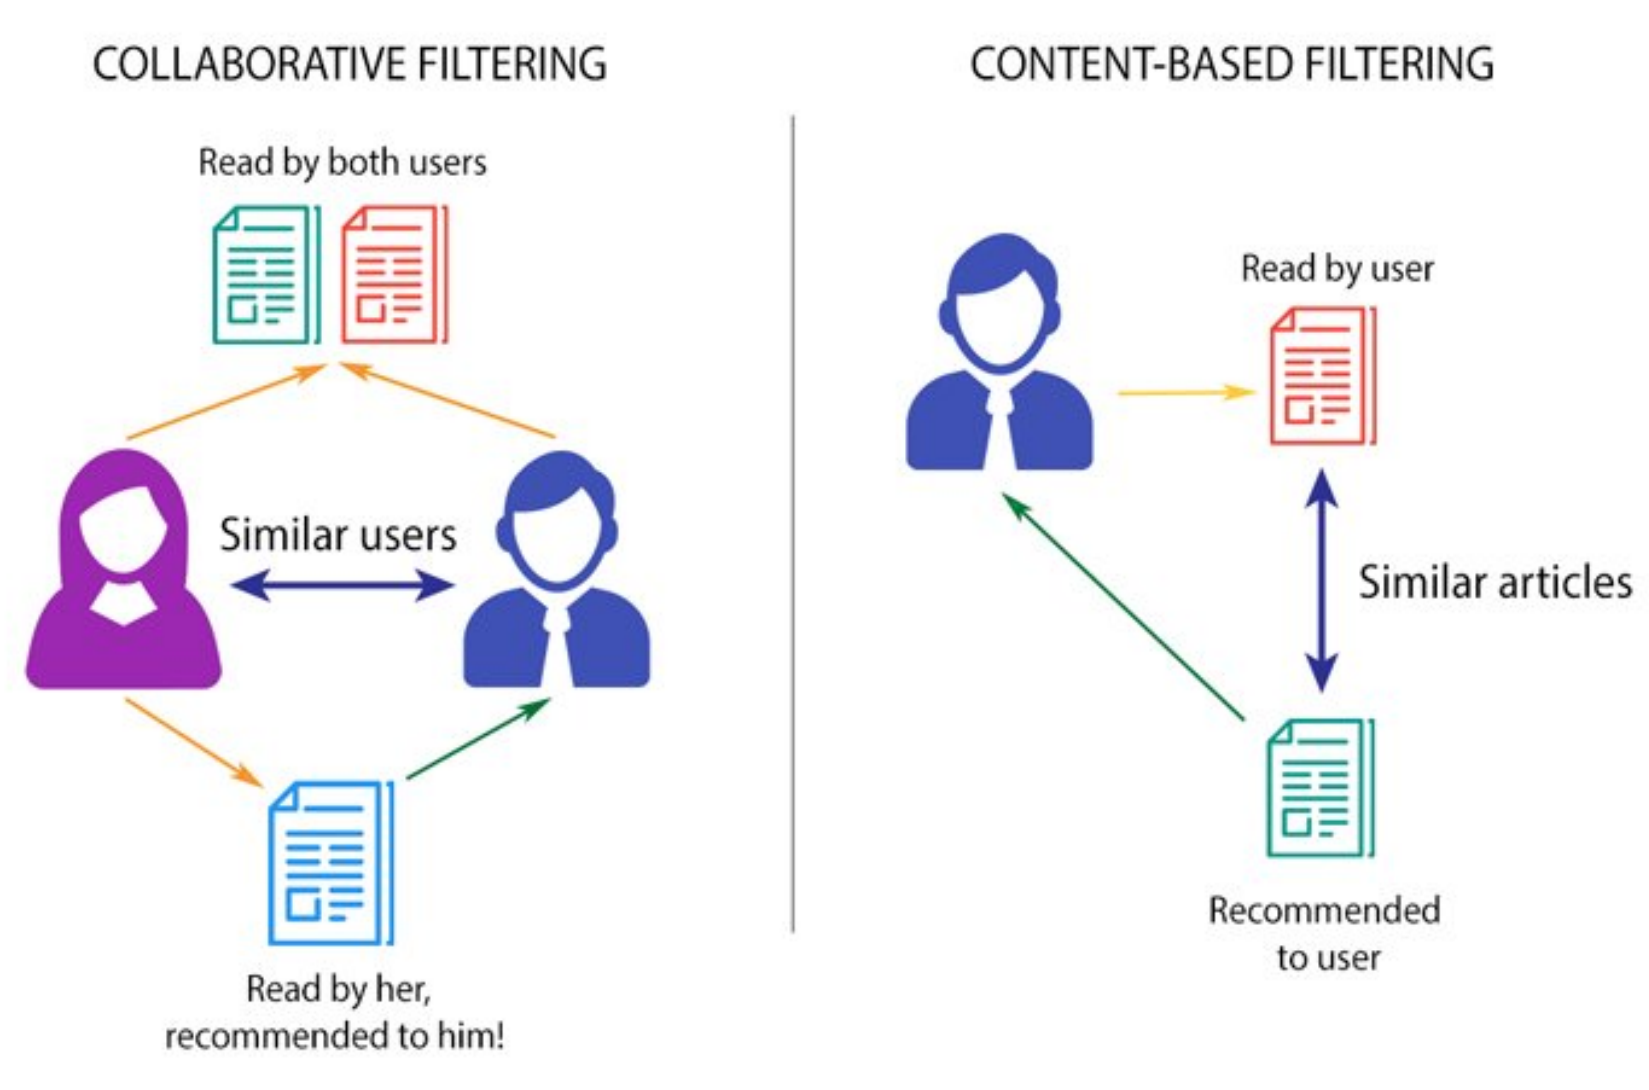 COLLABORATIVE FILTERING
Read by both users
Similar users
Read by her,
recommended to him!
CONTENT-BASED FILTERING
Read by user
Similar articles
Recommended
to user